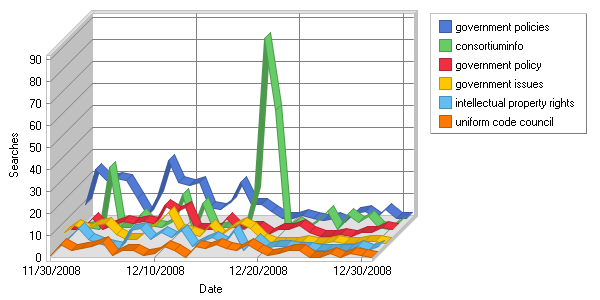 government policies
consortiuminfo
government policy
government issues
intellectual property rights
uniform code council
Searches
90
80
70
60
50
40
30
20
10
0
11/30/2008 12/10/2008 12/20/2008 12/30/2008
Date